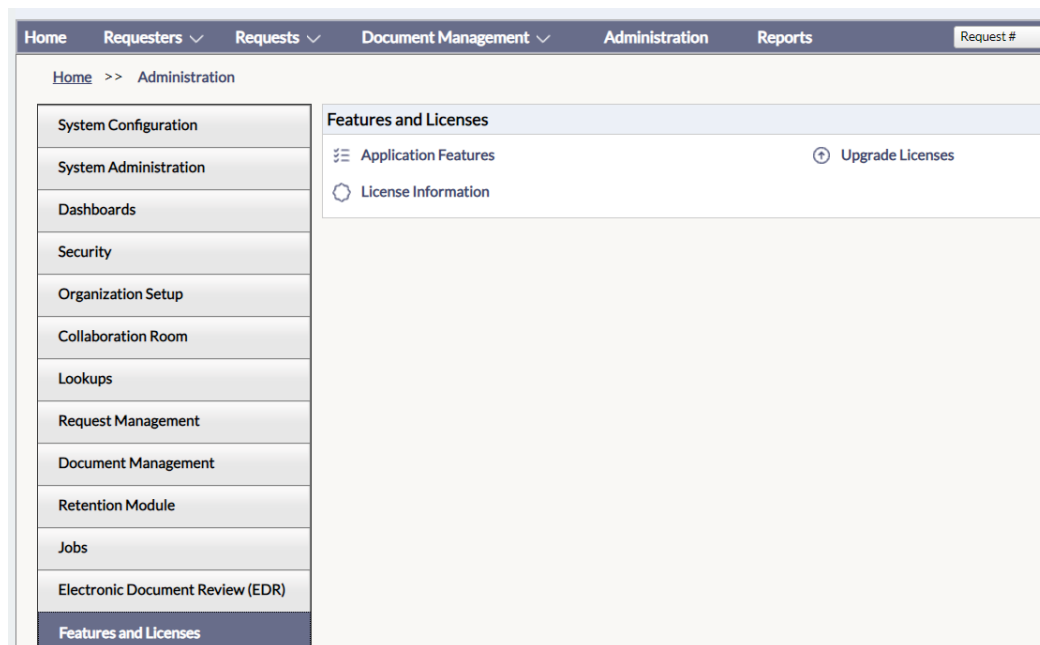 Home Requesters Requests Document Management Administration Reports Request #
Home >> Administration
System Configuration
System Administration
Dashboards
Security
Organization Setup
Collaboration Room
Lookups
Request Management
Document Management
Retention Module
Jobs
Electronic Document Review (EDR)
Features and Licenses
Features and Licenses
Application Features Upgrade Licenses
License Information